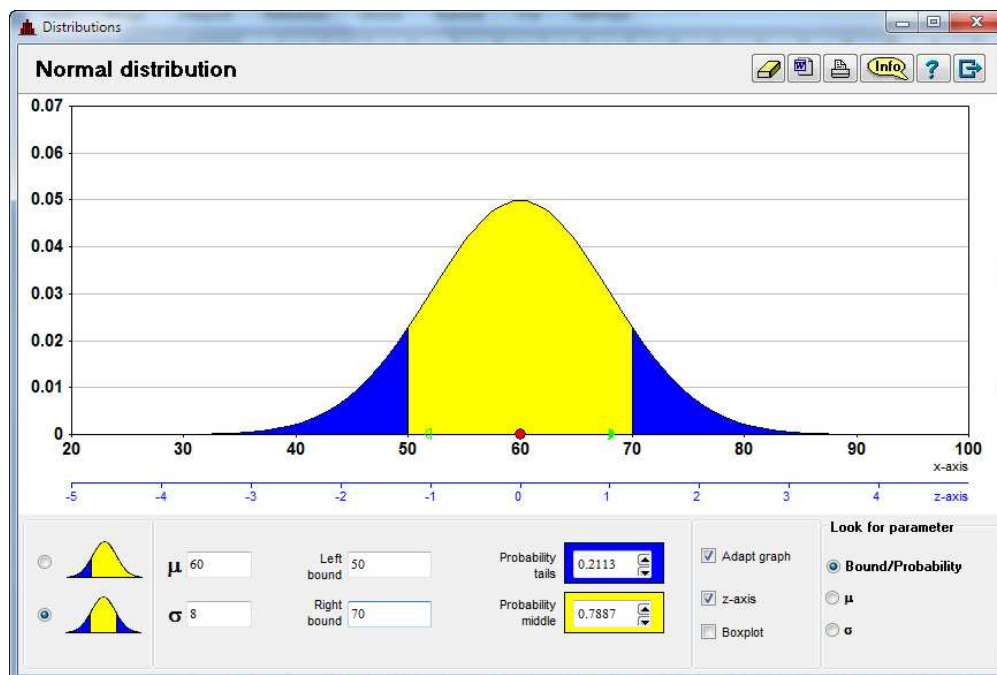 Distributions
Normal distribution
Info
?
0.07
0.06
0.05
0.04
0.03
0.02
0.01
0
20 30 40 50 60 70 80 90 100
x-axis
-5 -4 -3 -2 -1 0 1 2 3 4 z-axis
μ 60
Left bound 50
Probability tails 0.2113
σ 8
Right bound 70
Probability middle 0.7887
Adapt graph
z-axis
Boxplot
Look for parameter
Bound/Probability
μ
σ